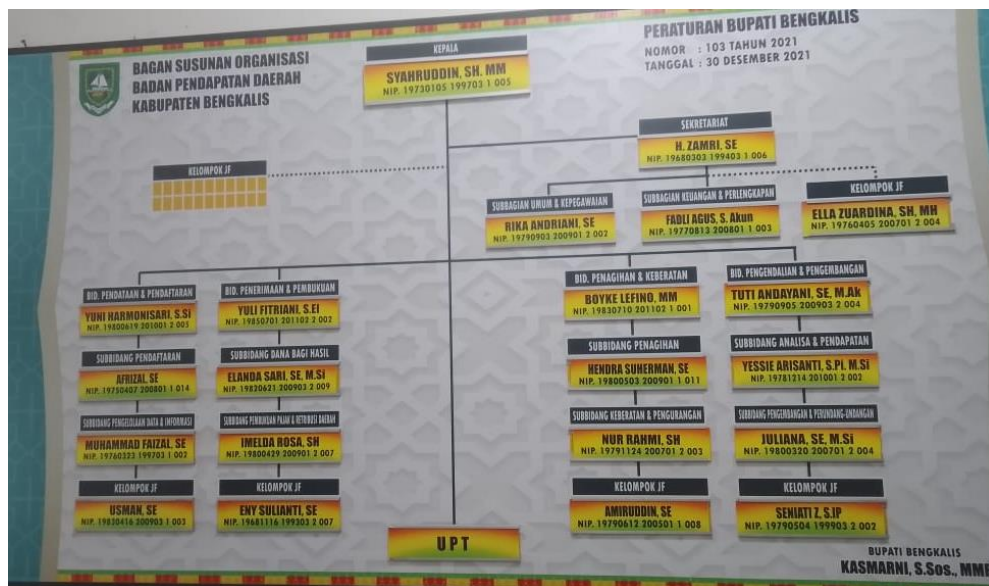 BAGAN SUSUNAN ORGANISASI
BADAN PENDAPATAN DAERAH
KABUPATEN BENGKALIS
PERATURAN BUPATI BENGKALIS
NOMOR : 103 TAHUN 2021
TANGGAL : 30 DESEMBER 2021
KEPALA
SYAHRUDDIN, SH. MM
NIP. 19730105 199703 1 005
SEKRETARIAT
H. ZAMRI, SE
NIP. 19680303 199403 1 006
KELOMPOK JF
SUBBAGIAN UMUM & KEPEGAWAIAN
RIKA ANDRIANI, SE
NIP. 19790903 200901 2 002
SUBBAGIAN KEUANGAN & PERLENGKAPAN
FADLI AGUS, S. Akun
NIP. 19770813 200801 1 003
KELOMPOK JF
ELLA ZUARDINA, SH, MH
NIP. 19760405 200701 2 004
BID. PENDATAAN & PENDAFTARAN
YUNI HARMONISARI, S.Si
NIP. 19800619 201001 2 005
SUBBIDANG PENDAFTARAN
AFRIZAL, SE
NIP. 19750407 200801 1 014
SUBBIDANG PENGELOLAAN DATA & INFORMASI
MUHAMMAD FAIZAL, SE
NIP. 19760323 199703 1 002
KELOMPOK JF
USMAN, SE
NIP. 19850416 200903 1 003
BID. PENERIMAAN & PEMBUKUAN
YULI FITRIANI, S.EI
NIP. 19850701 201102 2 002
SUBBIDANG DANA BAGI HASIL
ELANDA SARI, SE, M.Si
NIP. 19820621 200903 2 009
SUBBIDANG PEMBUKUAN PAJAK & RETRIBUSI DAERAH
IMELDA ROSA, SH
NIP. 19800429 200901 2 007
KELOMPOK JF
ENY SULIANTI, SE
NIP. 19681116 199303 2 007
BID. PENAGIHAN & KEBERATAN
BOYKE LEFINO, MM
NIP. 19830710 201102 1 001
SUBBIDANG PENAGIHAN
HENDRA SUHERMAN, SE
NIP. 19800503 200901 1 011
SUBBIDANG KEBERATAN & PENGURANGAN
NUR RAHMI, SH
NIP. 19791124 200701 2 003
KELOMPOK JF
AMIRUDDIN, SE
NIP. 19790612 200501 1 008
BID. PENGENDALIAN & PENGEMBANGAN
TUTI ANDAYANI, SE, M.Ak
NIP. 19790905 200903 2 004
SUBBIDANG ANALISA & PENDAPATAN
YESSIE ARISANTI, S.Pi, M.Si
NIP. 19781214 201001 2 002
SUBBIDANG PENGEMBANGAN & PERUNDANG-UNDANGAN
JULIANA, SE, M.Si
NIP. 19800320 200701 2 004
KELOMPOK JF
SENIATI Z, S.IP
NIP. 19790504 199903 2 002
UPT
BUPATI BENGKALIS
KASMARNI, S.Sos., MMP